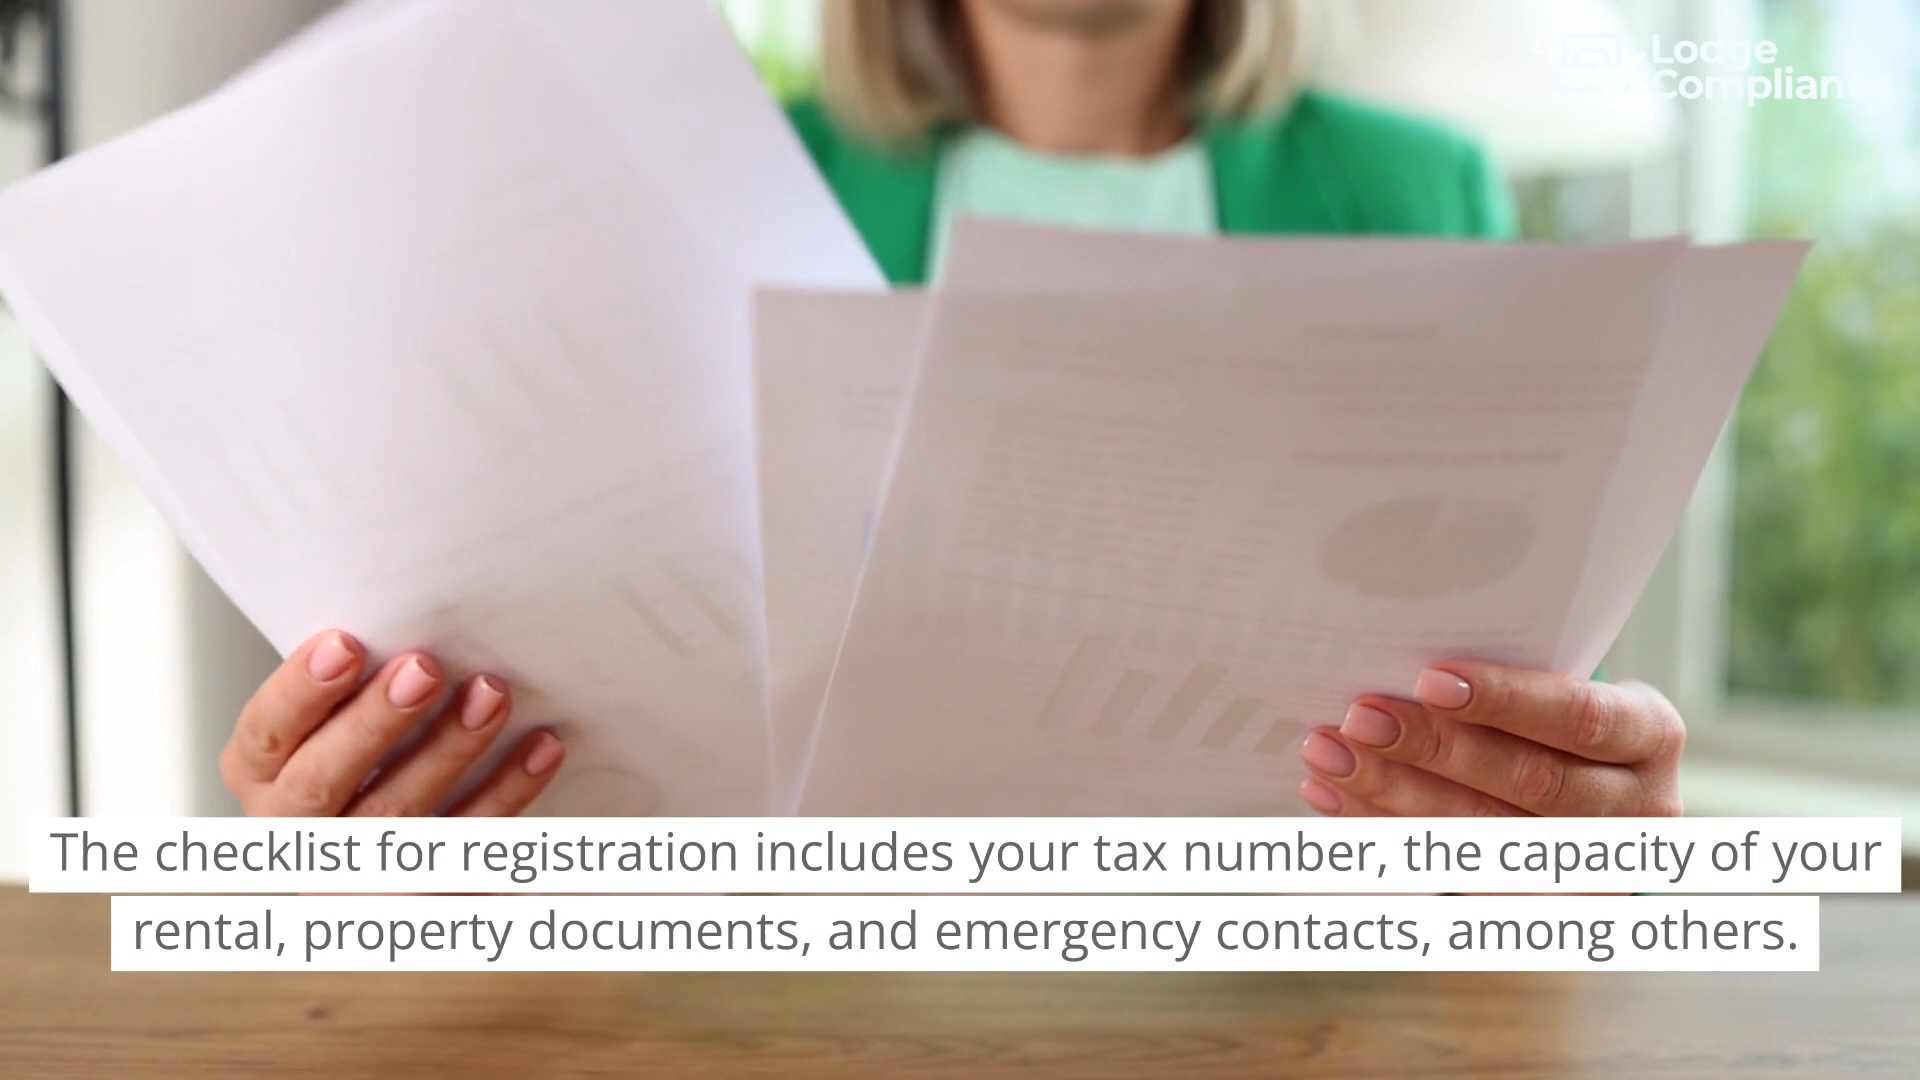 Lodge
The checklist for registration includes your tax number, the capacity of your
rental, property documents, and emergency contacts, among others.